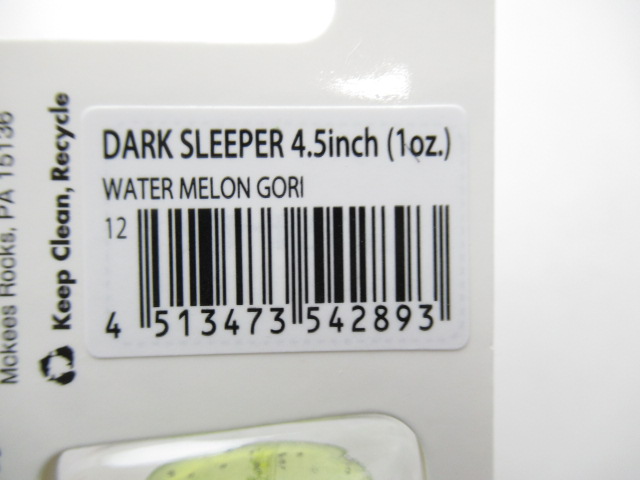 DARK SLEEPER 4.5inch (1oz.)
WATER MELON GORI
12
4 513473 542893
Keep Clean, Recycle
McKees Rocks, PA 15136